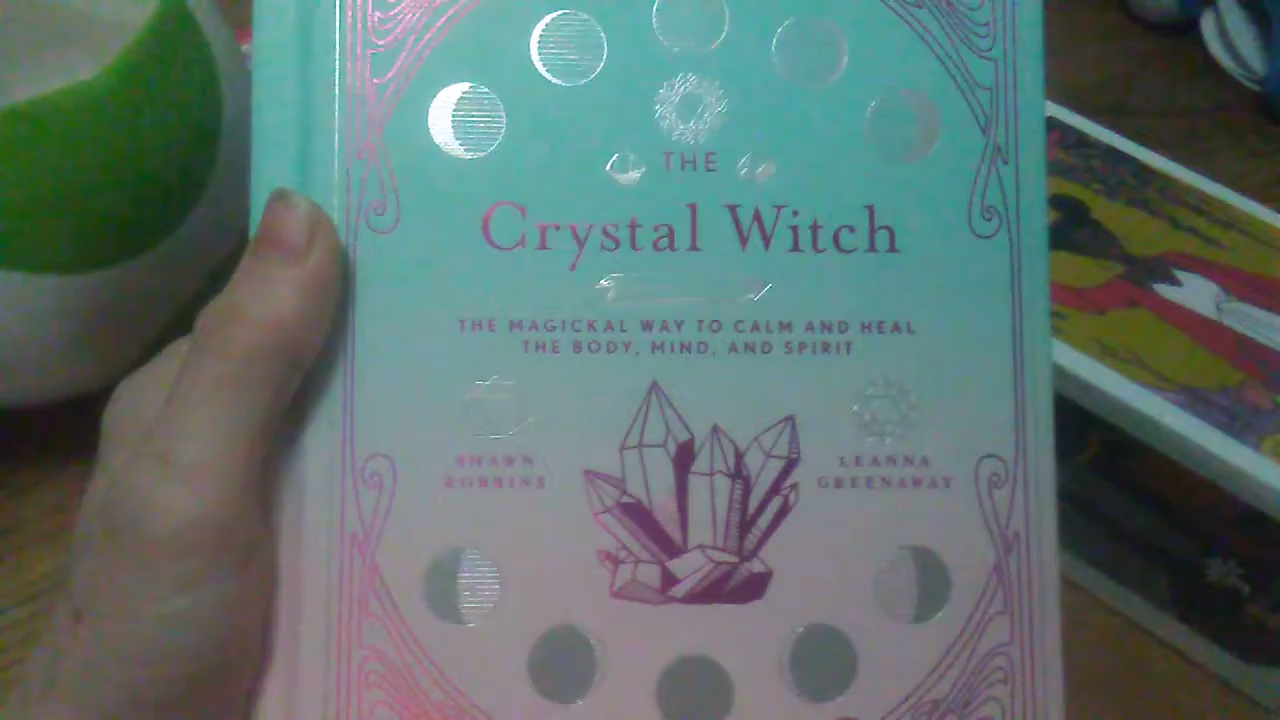 THE
Crystal Witch
THE MAGICKAL WAY TO CALM AND HEAL
THE BODY, MIND, AND SPIRIT
SHAWN
ROBBINS
LEANNA
GREENAWAY